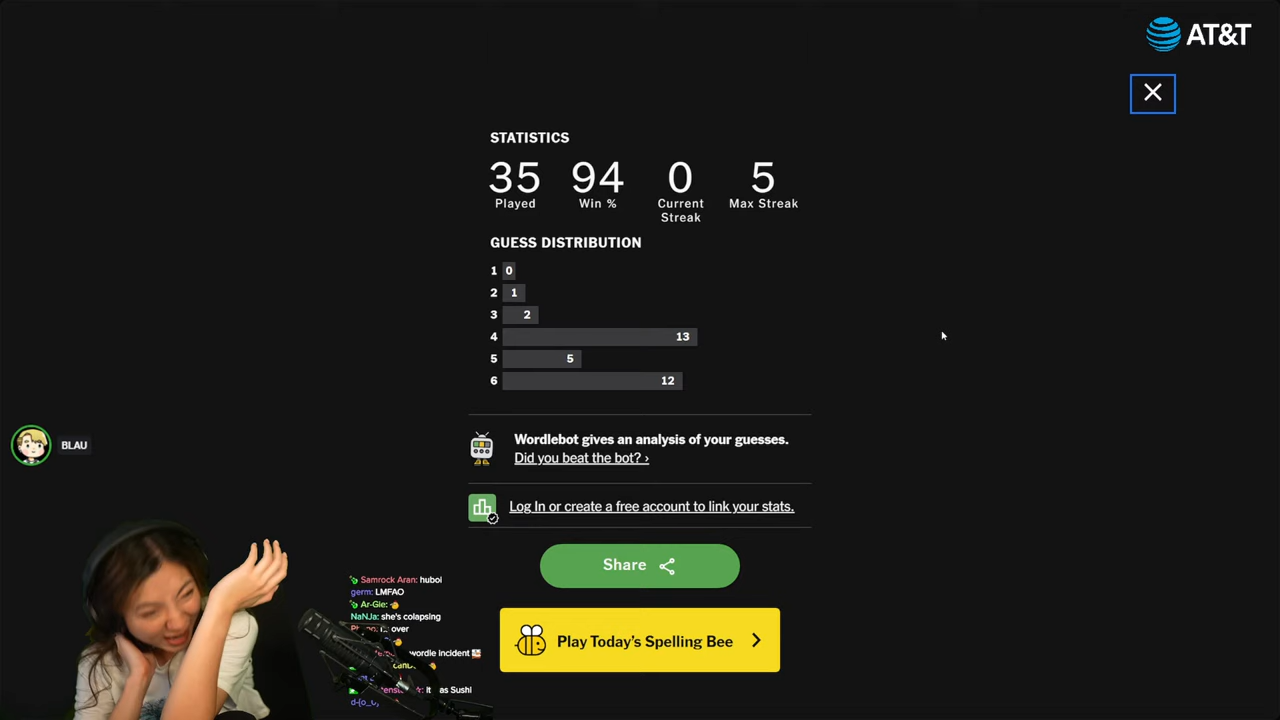 AT&T
STATISTICS
35 94 0 5
Played Win % Current Streak Max Streak
GUESS DISTRIBUTION
1 0
2 1
3 2
4 13
5 5
6 12
Wordlebot gives an analysis of your guesses.
Did you beat the bot? ›
BLAU
Log In or create a free account to link your stats.
Share
Samrock Aran: huboi
germ: LMFAO
Ar-Gie:
NaNJa: she's colapsing
over
wordle incident
Sushi
Play Today's Spelling Bee